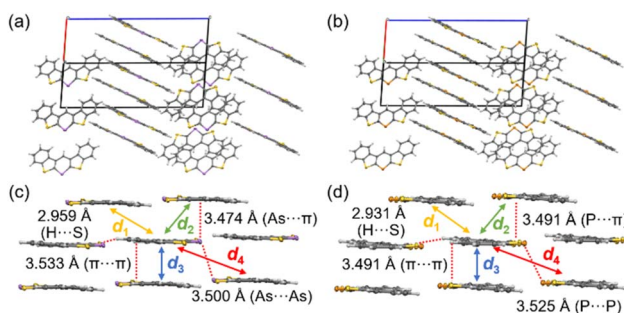 (a)
(b)
(c)
2.959 Å
(H···S)
d1
d2
3.474 Å (As···π)
3.533 Å (π···π)
d3
d4
3.500 Å (As···As)
(d)
2.931 Å
(H···S)
d1
d2
3.491 Å (P···π)
3.491 Å (π···π)
d3
d4
3.525 Å (P···P)